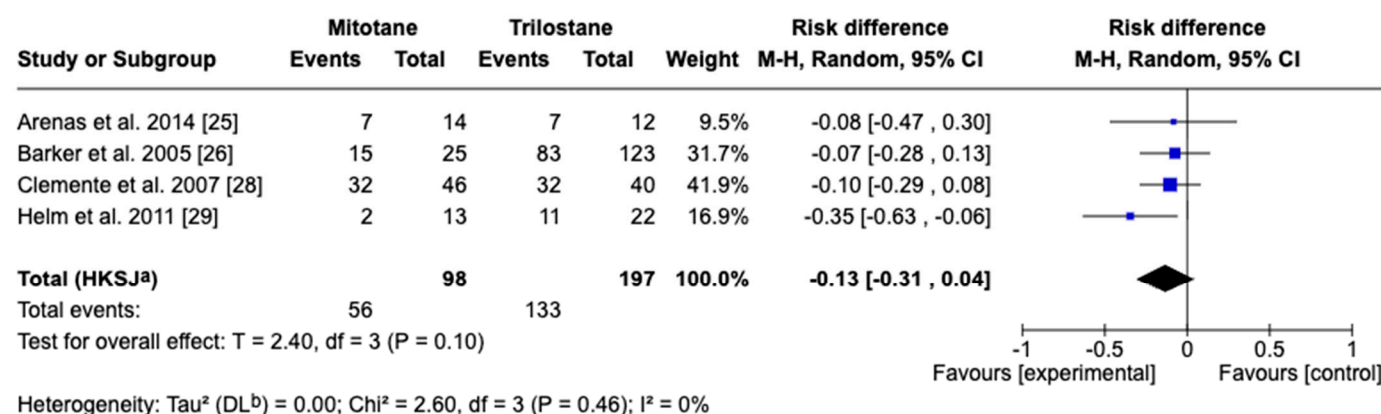 Mitotane Trilostane Risk difference Risk difference
Study or Subgroup Events Total Events Total Weight M-H, Random, 95% CI M-H, Random, 95% CI
Arenas et al. 2014 [25] 7 14 7 12 9.5% -0.08 [-0.47 , 0.30]
Barker et al. 2005 [26] 15 25 83 123 31.7% -0.07 [-0.28 , 0.13]
Clemente et al. 2007 [28] 32 46 32 40 41.9% -0.10 [-0.29 , 0.08]
Helm et al. 2011 [29] 2 13 11 22 16.9% -0.35 [-0.63 , -0.06]
Total (HKSJᵃ) 98 197 100.0% -0.13 [-0.31 , 0.04]
Total events: 56 133
Test for overall effect: T = 2.40, df = 3 (P = 0.10)
-1 -0.5 0 0.5 1
Favours [experimental] Favours [control]
Heterogeneity: Tau² (DLᵇ) = 0.00; Chi² = 2.60, df = 3 (P = 0.46); I² = 0%